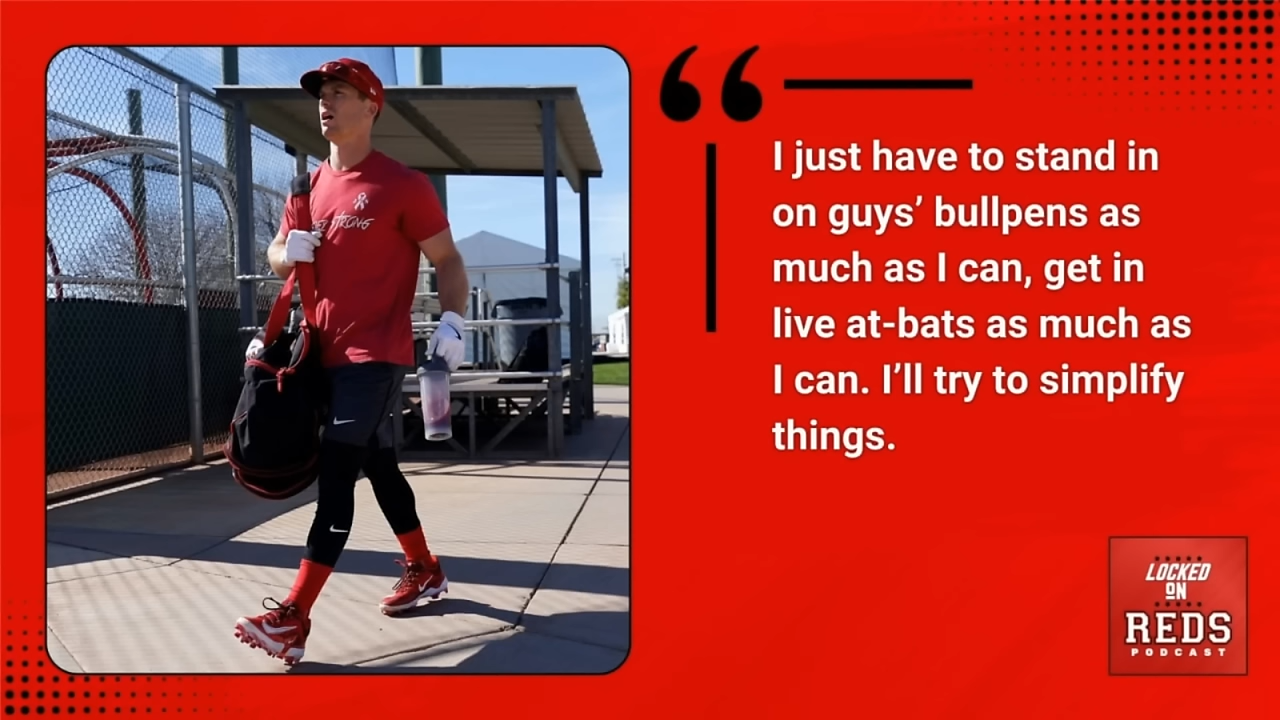 “
I just have to stand in
on guys’ bullpens as
much as I can, get in
live at-bats as much as
I can. I’ll try to simplify
things.
STRONG
LOCKED
ON
REDS
PODCAST